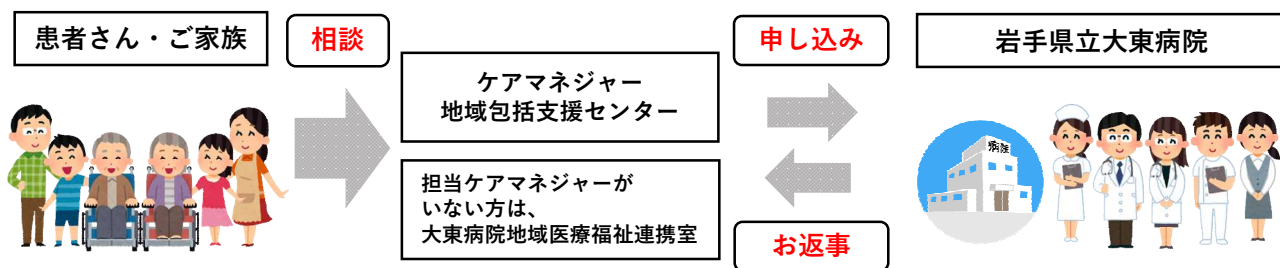 患者さん・ご家族
相談
ケアマネジャー
地域包括支援センター
担当ケアマネジャーが
いない方は、
大東病院地域医療福祉連携室
申し込み
お返事
岩手県立大東病院
病院